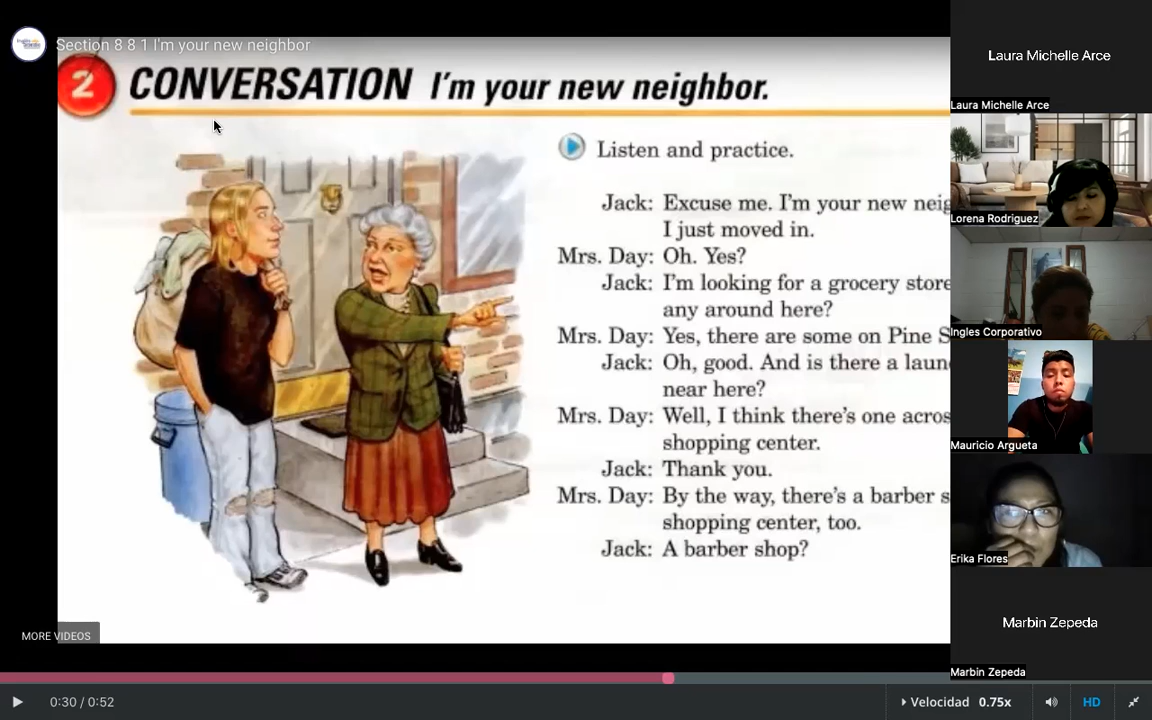 Section 8 8 1 I'm your new neighbor
2 CONVERSATION I'm your new neighbor.
Listen and practice.
Jack: Excuse me. I'm your new neig
I just moved in.
Mrs. Day: Oh. Yes?
Jack: I'm looking for a grocery store
any around here?
Mrs. Day: Yes, there are some on Pine S
Jack: Oh, good. And is there a laun
near here?
Mrs. Day: Well, I think there's one acros
shopping center.
Jack: Thank you.
Mrs. Day: By the way, there's a barber s
shopping center, too.
Jack: A barber shop?
MORE VIDEOS
0:30 / 0:52
Velocidad 0.75x
HD
Laura Michelle Arce
Laura Michelle Arce
Lorena Rodriguez
Ingles Corporativo
Mauricio Argueta
Erika Flores
Marbin Zepeda
Marbin Zepeda